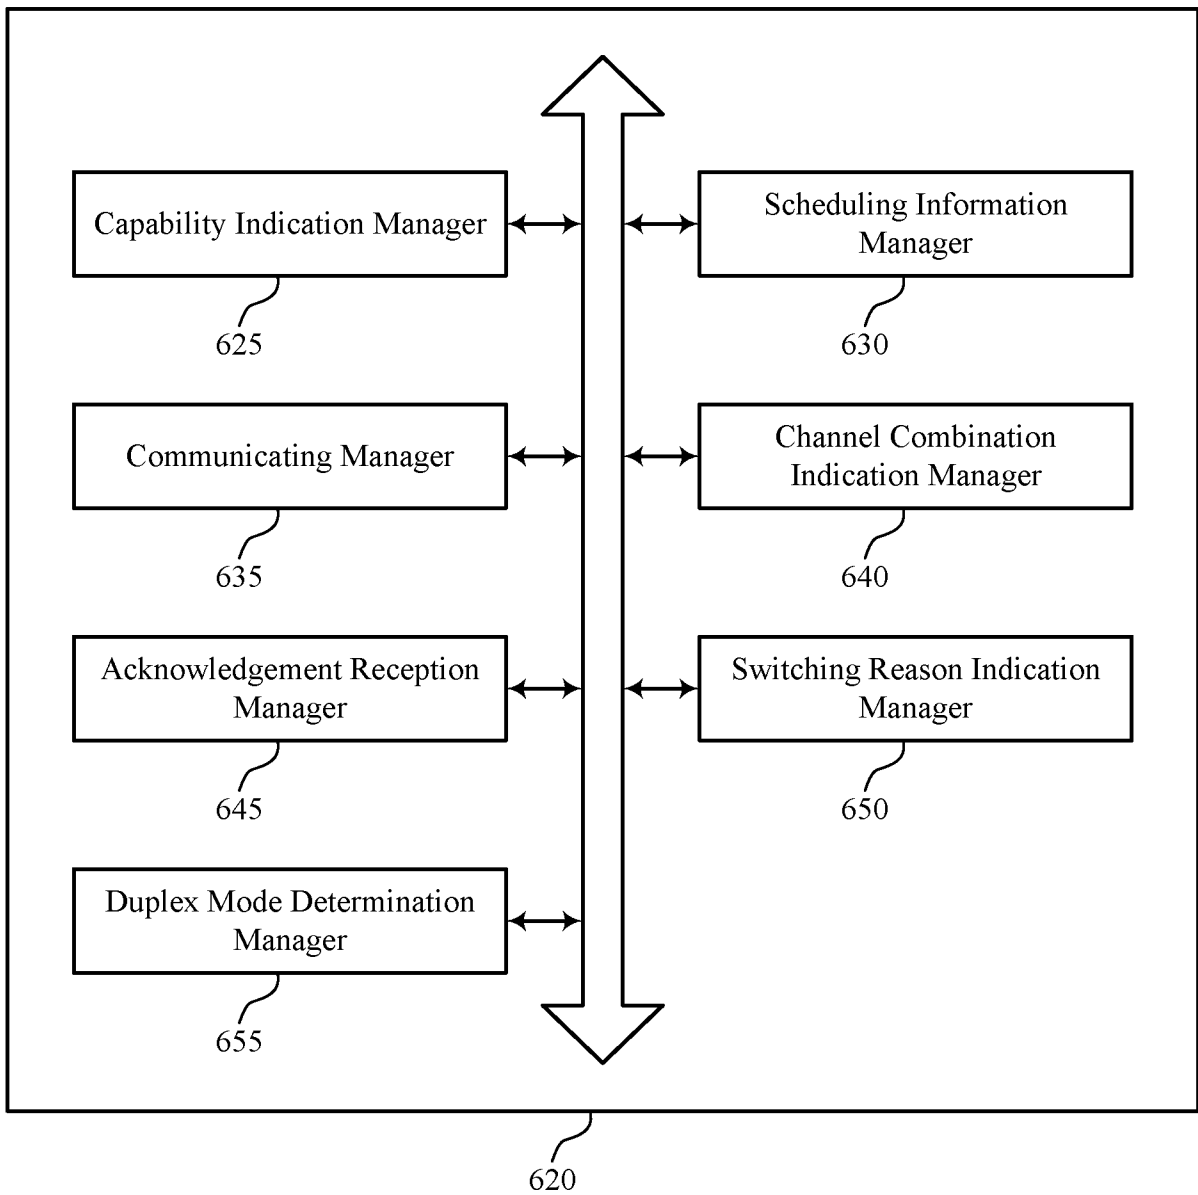 Capability Indication Manager
625
Scheduling Information
Manager
630
Communicating Manager
635
Channel Combination
Indication Manager
640
Acknowledgement Reception
Manager
645
Switching Reason Indication
Manager
650
Duplex Mode Determination
Manager
655
620